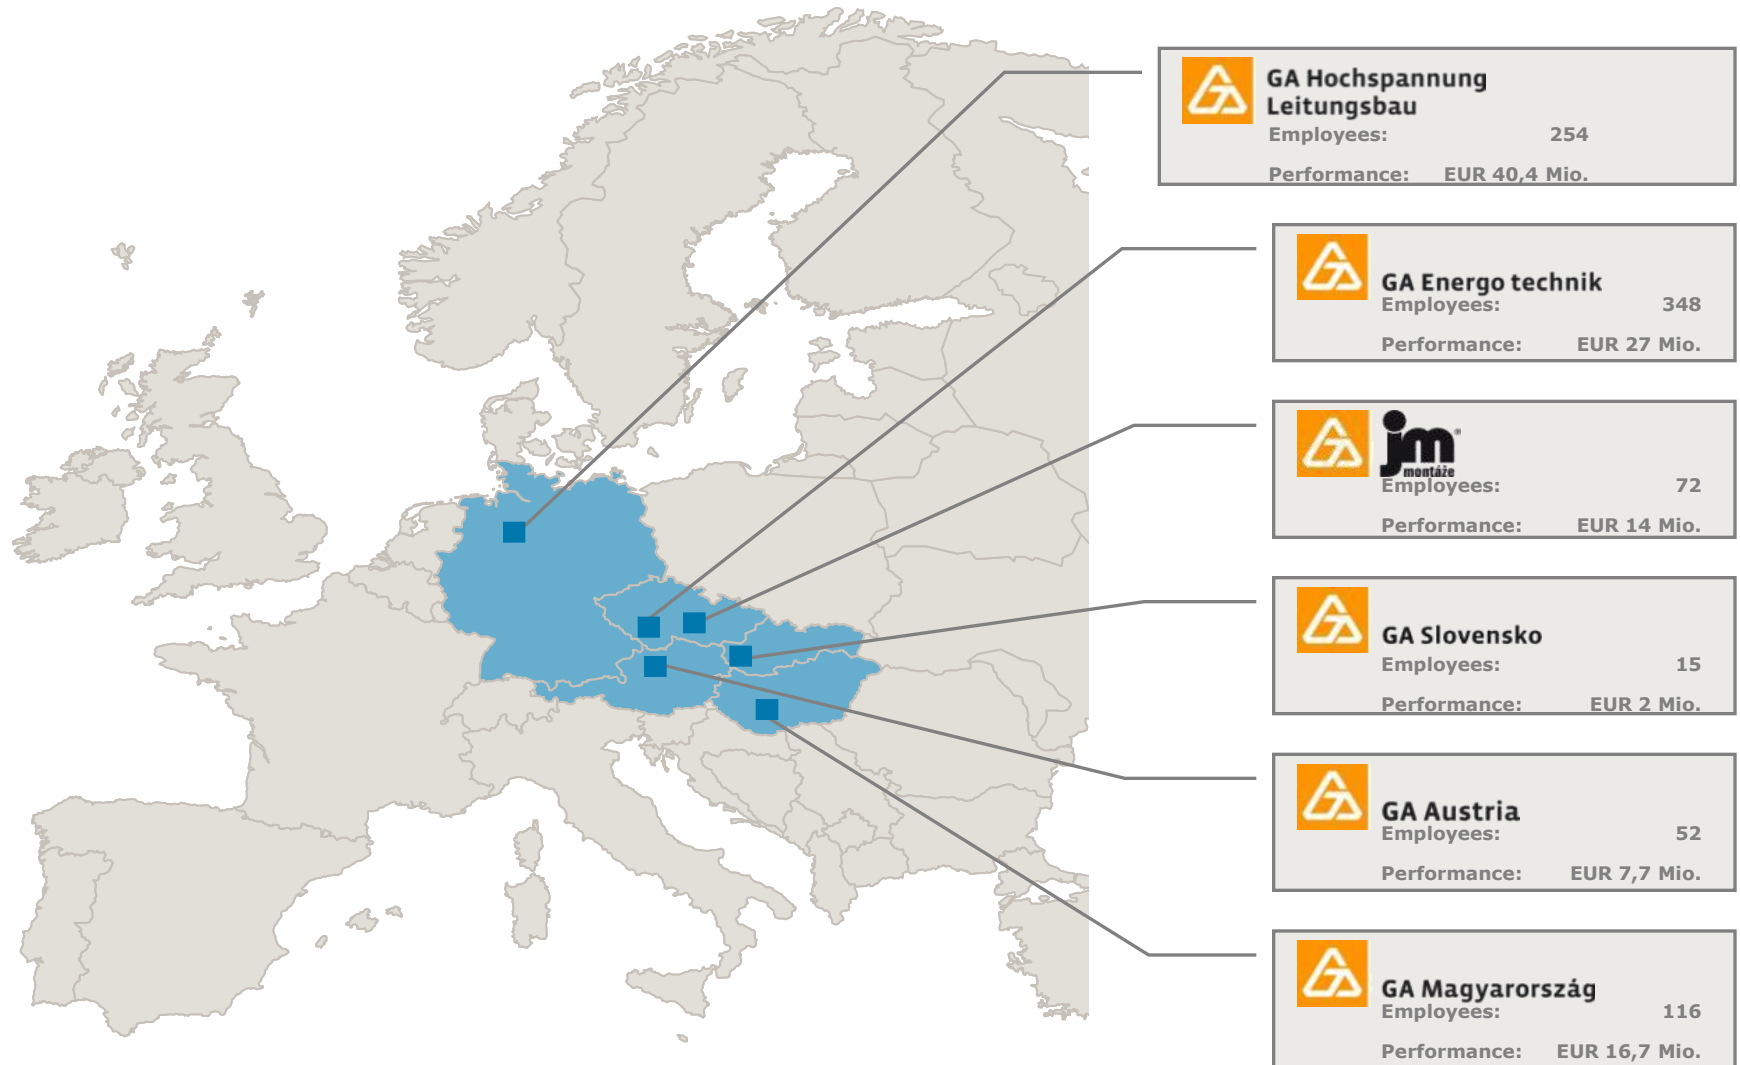 GA Hochspannung
Leitungsbau
Employees: 254
Performance: EUR 40,4 Mio.
GA Energo technik
Employees: 348
Performance: EUR 27 Mio.
jm®
montáže
Employees: 72
Performance: EUR 14 Mio.
GA Slovensko
Employees: 15
Performance: EUR 2 Mio.
GA Austria
Employees: 52
Performance: EUR 7,7 Mio.
GA Magyarország
Employees: 116
Performance: EUR 16,7 Mio.